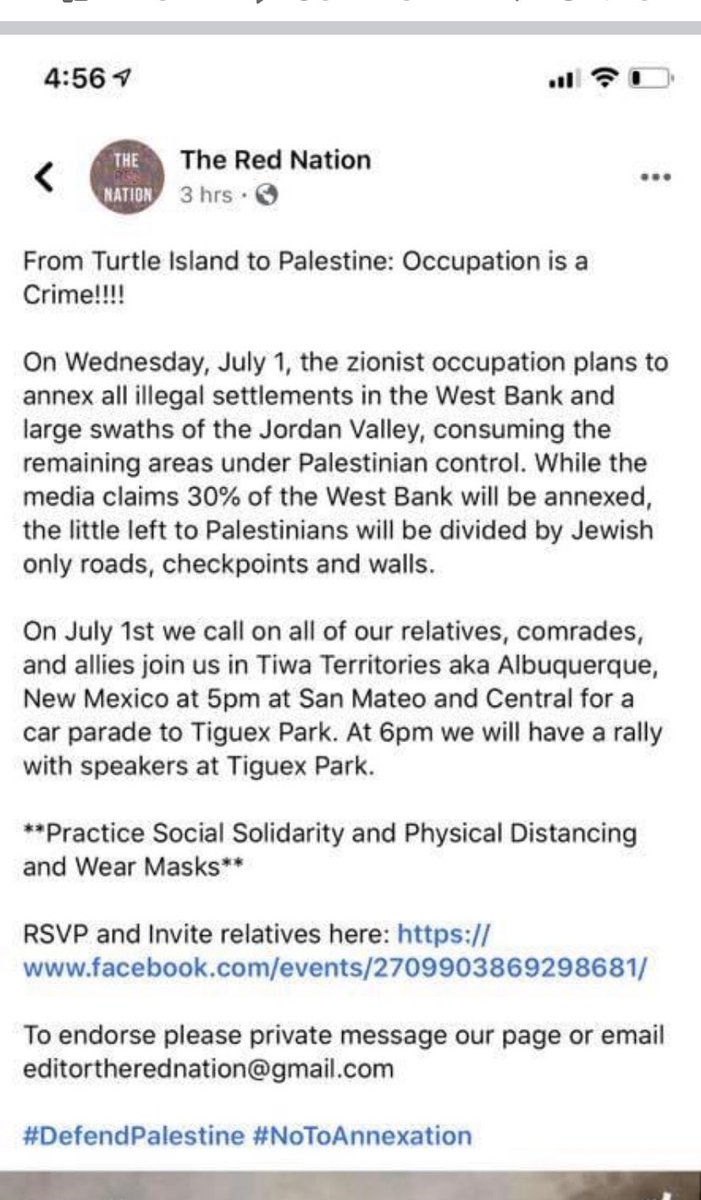 4:56
THE
RED
NATION
The Red Nation
3 hrs ·
From Turtle Island to Palestine: Occupation is a
Crime!!!!
On Wednesday, July 1, the zionist occupation plans to
annex all illegal settlements in the West Bank and
large swaths of the Jordan Valley, consuming the
remaining areas under Palestinian control. While the
media claims 30% of the West Bank will be annexed,
the little left to Palestinians will be divided by Jewish
only roads, checkpoints and walls.
On July 1st we call on all of our relatives, comrades,
and allies join us in Tiwa Territories aka Albuquerque,
New Mexico at 5pm at San Mateo and Central for a
car parade to Tiguex Park. At 6pm we will have a rally
with speakers at Tiguex Park.
**Practice Social Solidarity and Physical Distancing
and Wear Masks**
RSVP and Invite relatives here: https://
www.facebook.com/events/2709903869298681/
To endorse please private message our page or email
editortherednation@gmail.com
#DefendPalestine #NoToAnnexation